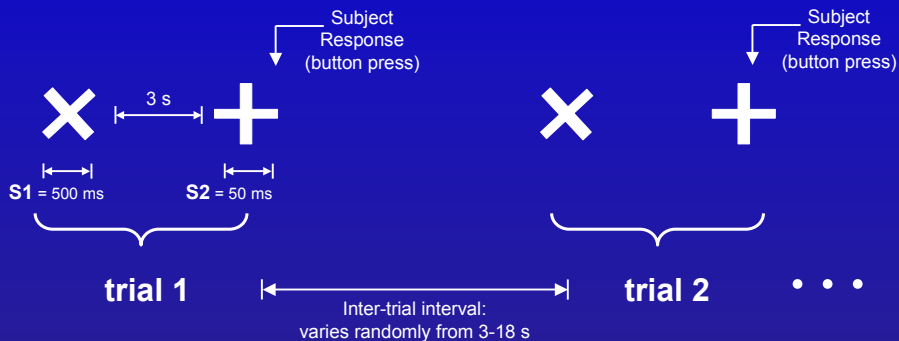 Subject
Response
(button press)
Subject
Response
(button press)
3 s
S1 = 500 ms
S2 = 50 ms
trial 1
trial 2
• • •
Inter-trial interval:
varies randomly from 3-18 s